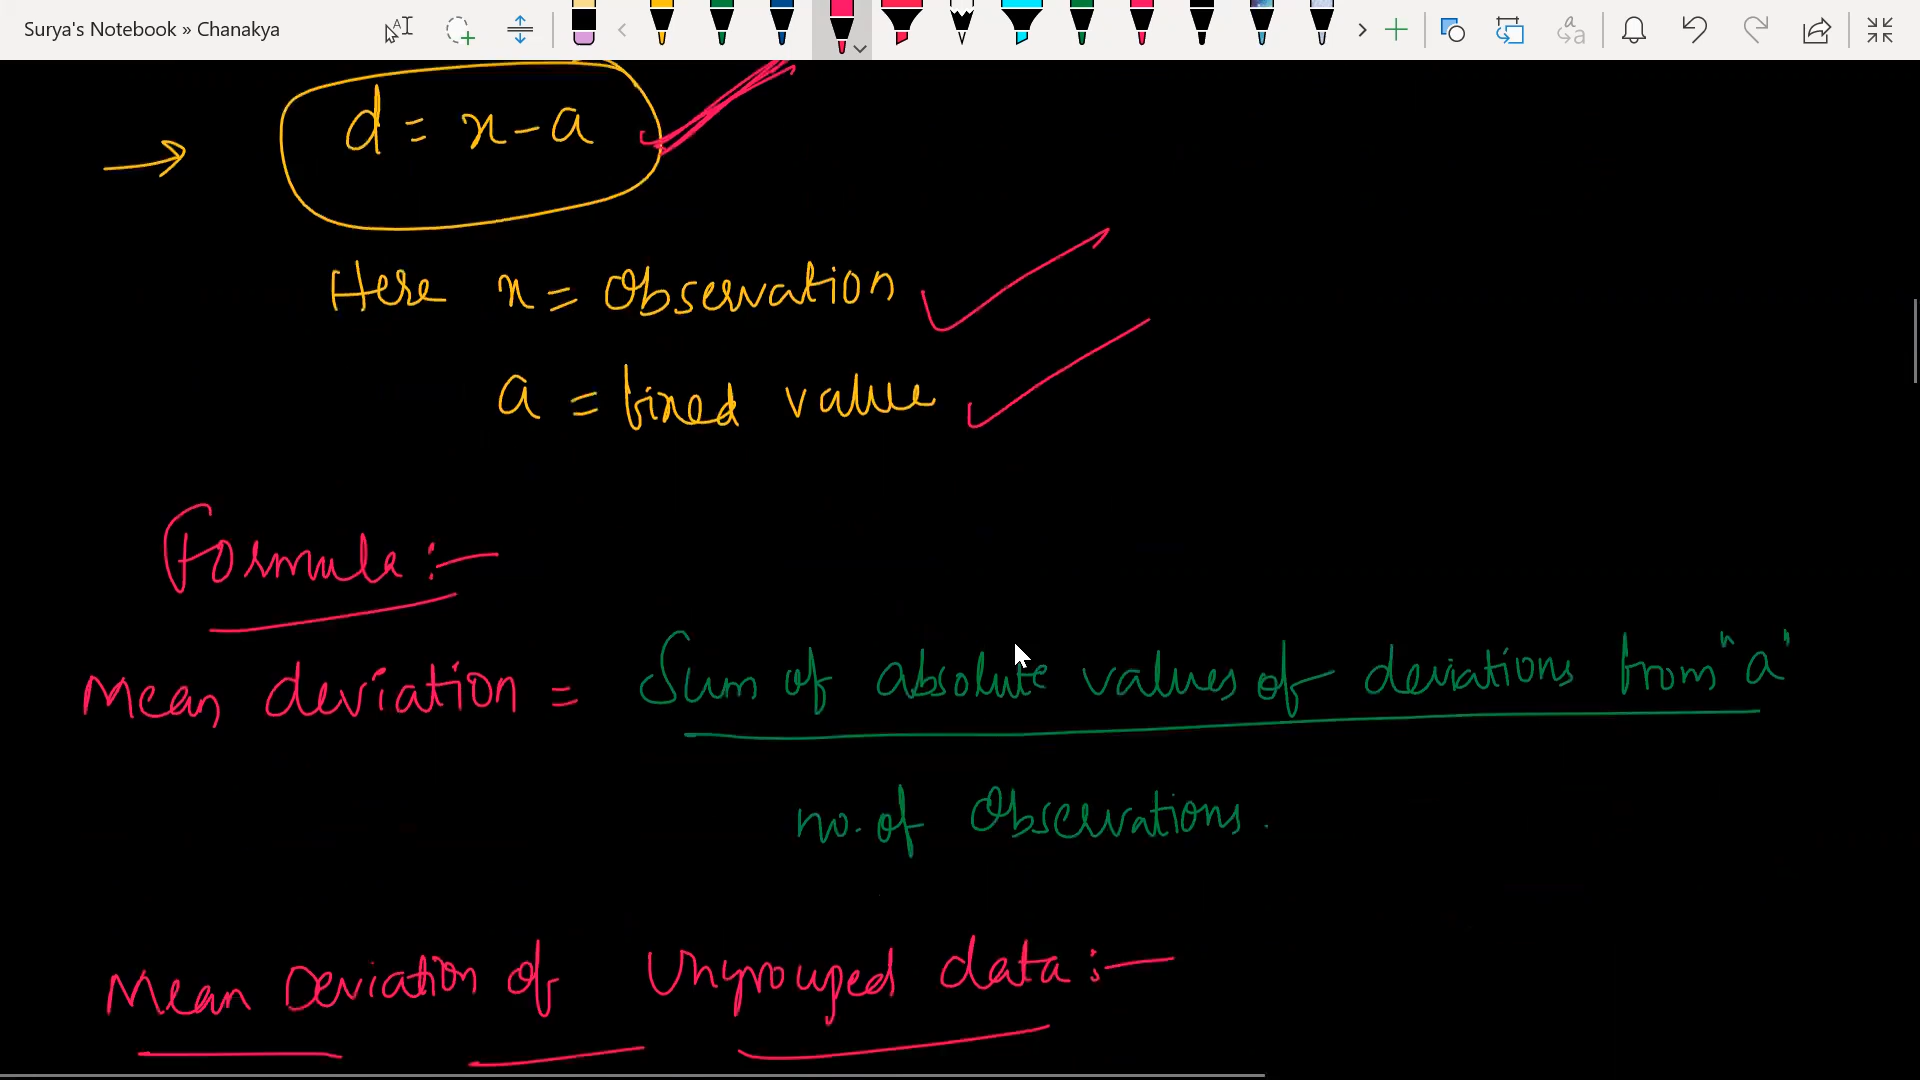 Surya's Notebook » Chanakya
→ d = x - a
Here x = Observation
a = fixed value
Formula:-
Mean deviation = Sum of absolute values of deviations from "a"
no. of Observations.
Mean Deviation of Ungrouped data:-